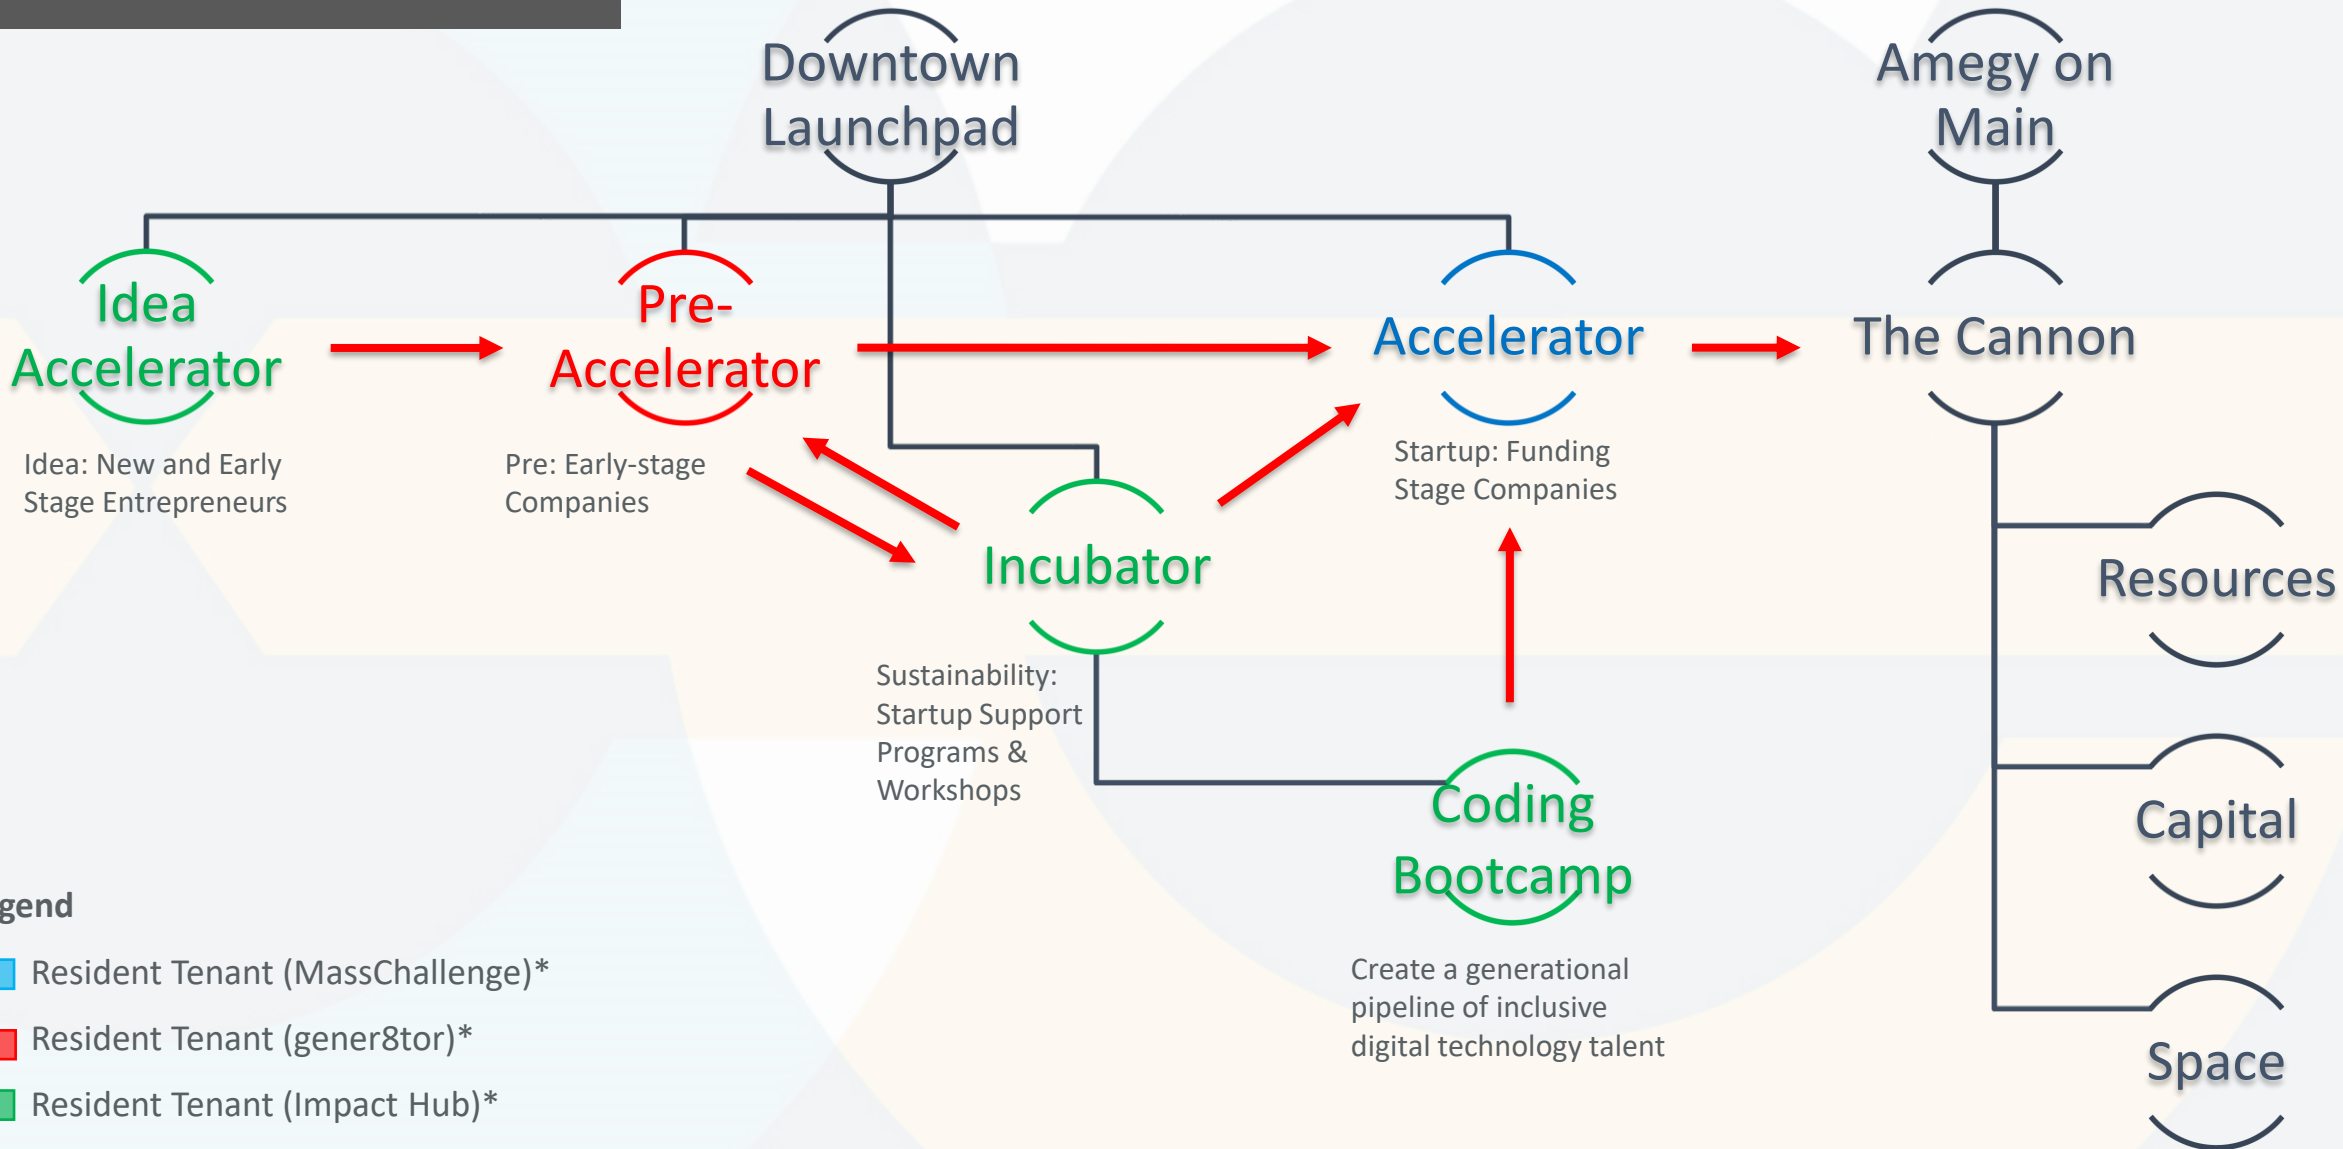 Downtown
Launchpad
Amegy on
Main
Idea
Accelerator
Pre-
Accelerator
Accelerator
The Cannon
Idea: New and Early
Stage Entrepreneurs
Pre: Early-stage
Companies
Startup: Funding
Stage Companies
Incubator
Resources
Sustainability:
Startup Support
Programs &
Workshops
Coding
Bootcamp
Capital
Create a generational
pipeline of inclusive
digital technology talent
Space
gend
Resident Tenant (MassChallenge)*
Resident Tenant (gener8tor)*
Resident Tenant (Impact Hub)*